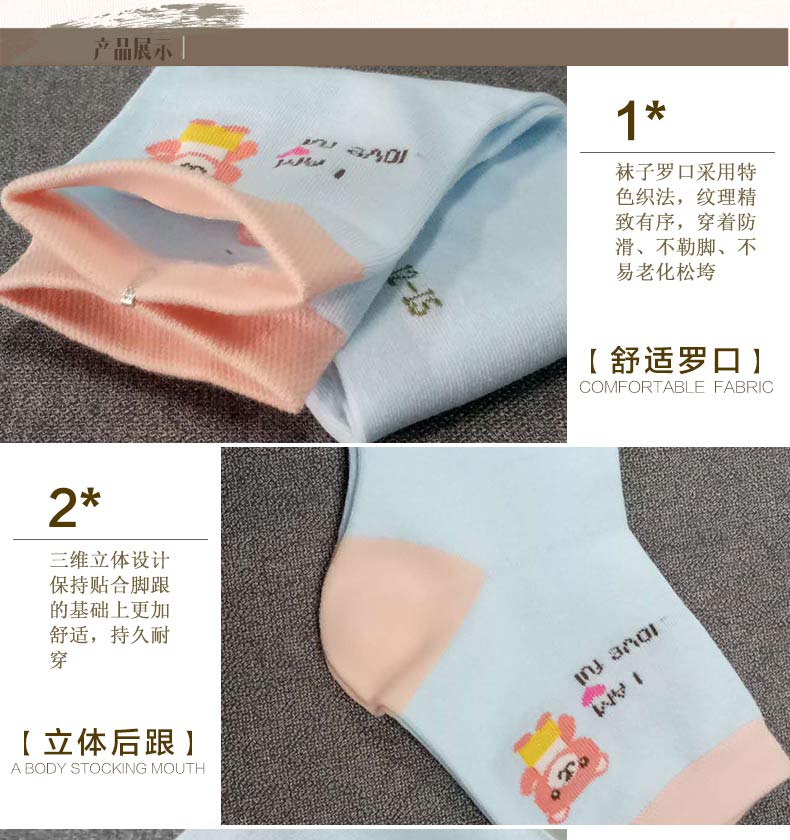 产品展示
1*
袜子罗口采用特
色织法，纹理精
致有序，穿着防
滑、不勒脚、不
易老化松垮
【舒适罗口】
COMFORTABLE FABRIC
2*
三维立体设计
保持贴合脚跟
的基础上更加
舒适，持久耐
穿
【立体后跟】
A BODY STOCKING MOUTH
I AM